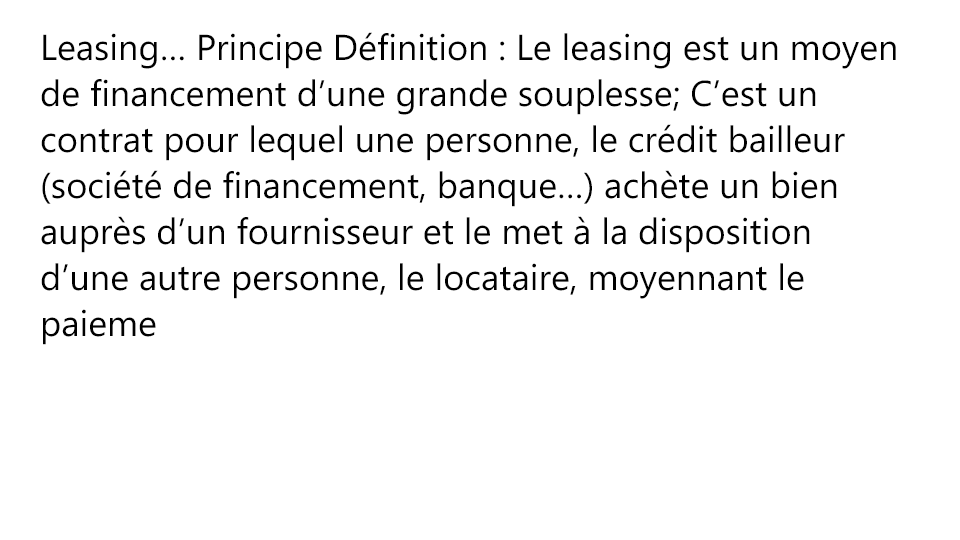 Leasing… Principe Définition : Le leasing est un moyen
de financement d’une grande souplesse; C’est un
contrat pour lequel une personne, le crédit bailleur
(société de financement, banque…) achète un bien
auprès d’un fournisseur et le met à la disposition
d’une autre personne, le locataire, moyennant le
paieme